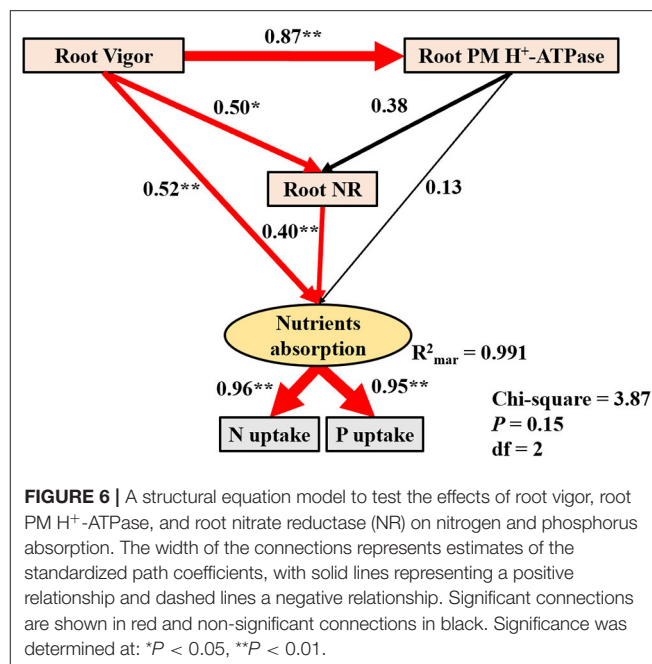 0.87**
Root Vigor
Root PM H⁺-ATPase
0.50*
0.38
Root NR
0.13
0.52**
0.40**
Nutrients
absorption
R²mar = 0.991
0.96**
0.95**
N uptake
P uptake
Chi-square = 3.87
P = 0.15
df = 2
FIGURE 6 | A structural equation model to test the effects of root vigor, root
PM H⁺-ATPase, and root nitrate reductase (NR) on nitrogen and phosphorus
absorption. The width of the connections represents estimates of the
standardized path coefficients, with solid lines representing a positive
relationship and dashed lines a negative relationship. Significant connections
are shown in red and non-significant connections in black. Significance was
determined at: *P < 0.05, **P < 0.01.